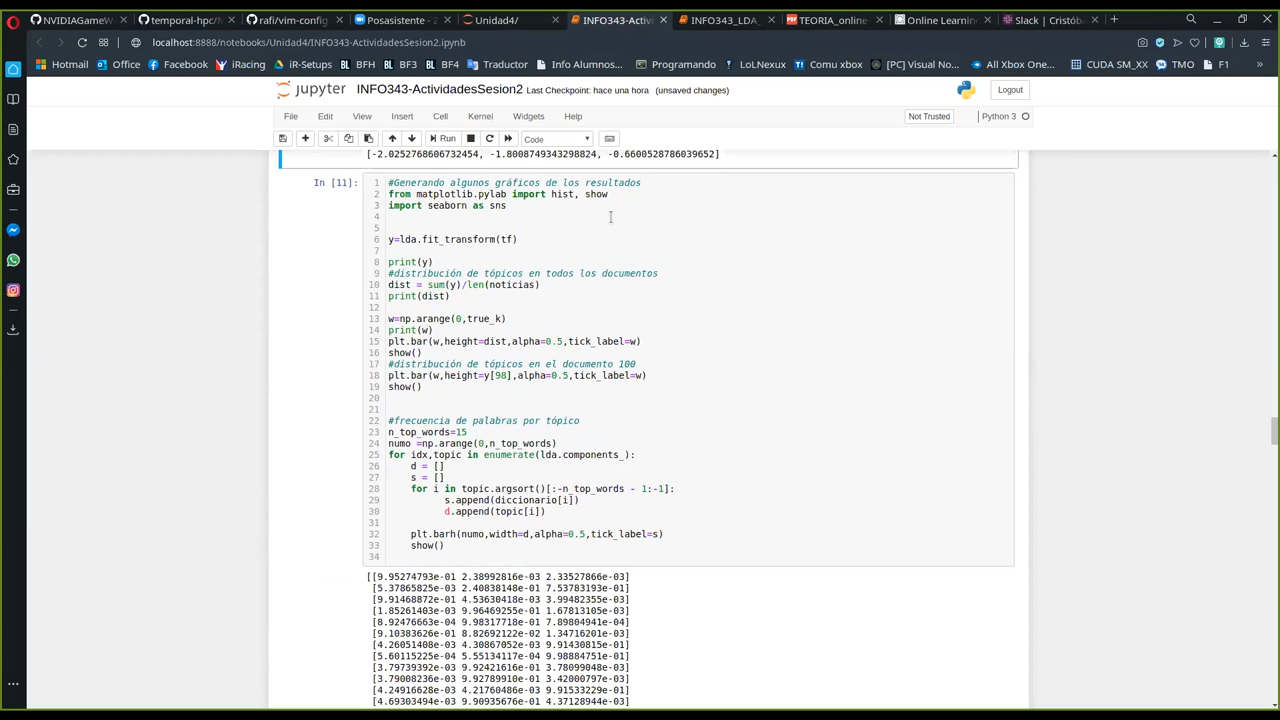 NVIDIAGameW
temporal-hpc/M
rafi/vim-config
Posasistente - z
Unidad4/
INFO343-Activi
INFO343_LDA_
TEORIA_online-
Online Learning
Slack | Cristób
localhost:8888/notebooks/Unidad4/INFO343-ActividadesSesion2.ipynb
Hotmail Office Facebook iRacing iR-Setups BL BFH BL BF3 BL BF4 Traductor Info Alumnos... Programando LoLNexus Comu xbox [PC] Visual No... All Xbox One... CUDA SM_XX TMO F1
jupyter INFO343-ActividadesSesion2 Last Checkpoint: hace una hora (unsaved changes) Logout
File Edit View Insert Cell Kernel Widgets Help Not Trusted Python 3
Run Code
[-2.0252768606732454, -1.8008749343298824, -0.6600528786039652]
In [11]:
1 #Generando algunos gráficos de los resultados
2 from matplotlib.pylab import hist, show
3 import seaborn as sns
4
5
6 y=lda.fit_transform(tf)
7
8 print(y)
9 #distribución de tópicos en todos los documentos
10 dist = sum(y)/len(noticias)
11 print(dist)
12
13 w=np.arange(0,true_k)
14 print(w)
15 plt.bar(w,height=dist,alpha=0.5,tick_label=w)
16 show()
17 #distribución de tópicos en el documento 100
18 plt.bar(w,height=y[98],alpha=0.5,tick_label=w)
19 show()
20
21
22 #frecuencia de palabras por tópico
23 n_top_words=15
24 numo =np.arange(0,n_top_words)
25 for idx,topic in enumerate(lda.components_):
26 d = []
27 s = []
28 for i in topic.argsort()[:-n_top_words - 1:-1]:
29 s.append(diccionario[i])
30 d.append(topic[i])
31
32 plt.barh(numo,width=d,alpha=0.5,tick_label=s)
33 show()
34
[[9.95274793e-01 2.38992816e-03 2.33527866e-03]
[5.37865825e-03 2.40838148e-01 7.53783193e-01]
[9.91468872e-01 4.53630418e-03 3.99482355e-03]
[1.85261403e-03 9.96469255e-01 1.67813105e-03]
[8.92476663e-04 9.98317718e-01 7.89804941e-04]
[9.10383626e-01 8.82692122e-02 1.34716201e-03]
[4.26051408e-03 4.30867052e-03 9.91430815e-01]
[5.60115225e-04 5.55134117e-04 9.98884751e-01]
[3.79739392e-03 9.92421616e-01 3.78099048e-03]
[3.79008236e-03 9.92789910e-01 3.42000797e-03]
[4.24916628e-03 4.21760486e-03 9.91533229e-01]
[4.69303494e-03 9.90935676e-01 4.37128944e-03]